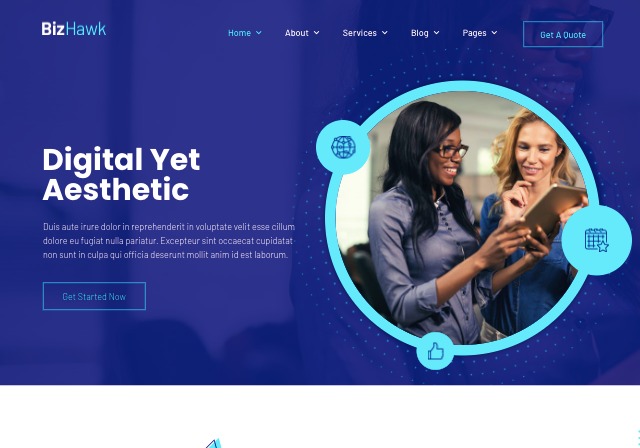 BizHawk
Home
About
Services
Blog
Pages
Get A Quote
Digital Yet
Aesthetic
Duis aute irure dolor in reprehenderit in voluptate velit esse cillum
dolore eu fugiat nulla pariatur. Excepteur sint occaecat cupidatat
non sunt in culpa qui officia deserunt mollit anim id est laborum.
Get Started Now